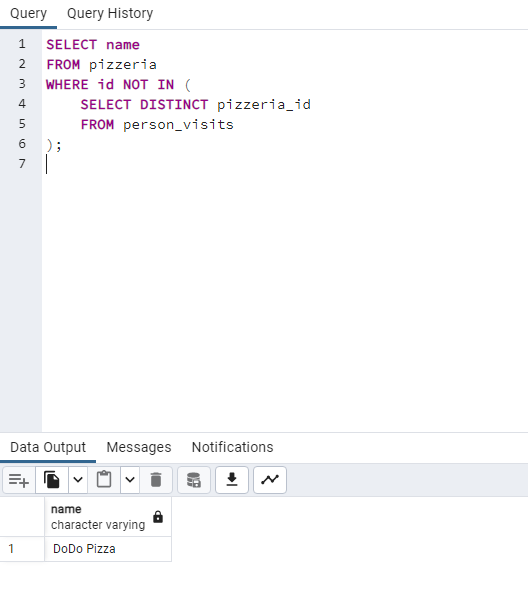 Query Query History
1 SELECT name
2 FROM pizzeria
3 WHERE id NOT IN (
4 SELECT DISTINCT pizzeria_id
5 FROM person_visits
6 );
7
Data Output Messages Notifications
name
character varying
1 DoDo Pizza